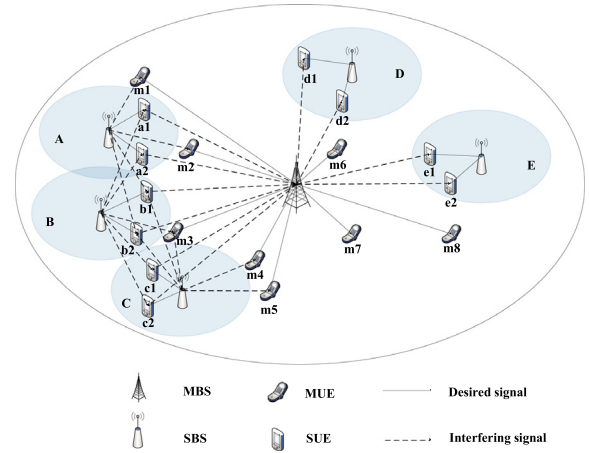 D
d1
d2
m1
a1
A
a2
m2
m6
E
e1
e2
b1
B
b2
m3
m7
m8
c1
m4
C
c2
m5
MBS
MUE
Desired signal
SBS
SUE
Interfering signal